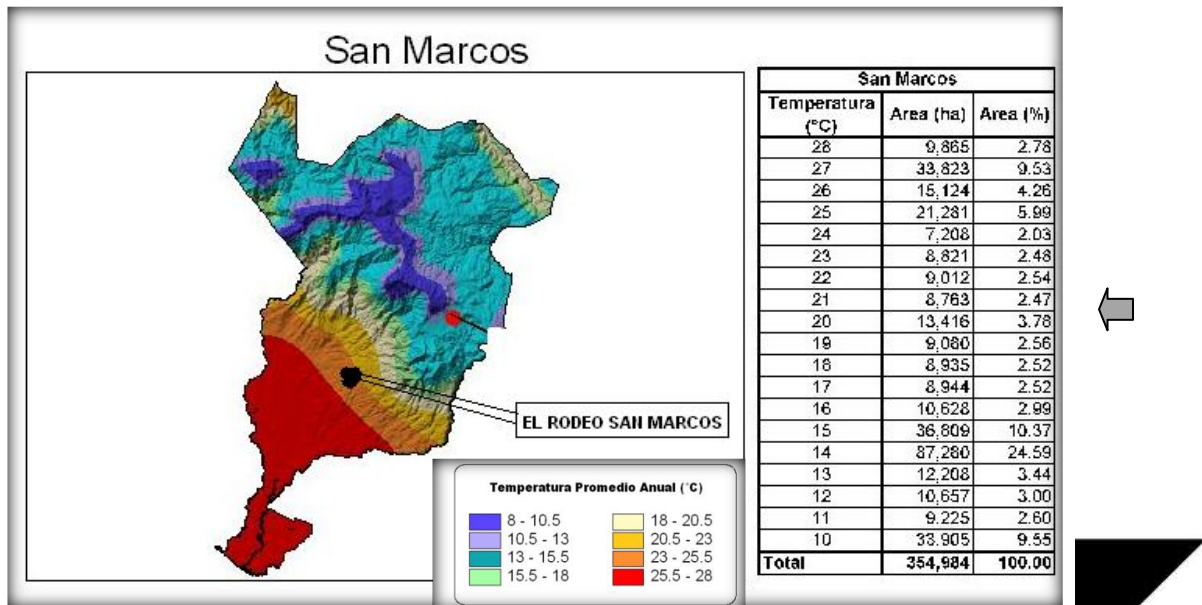 San Marcos
EL RODEO SAN MARCOS
Temperatura Promedio Anual (°C)
8 - 10.5
10.5 - 13
13 - 15.5
15.5 - 18
18 - 20.5
20.5 - 23
23 - 25.5
25.5 - 28
San Marcos
Temperatura (°C) Area (ha) Area (%)
28 9,865 2.78
27 33,823 9.53
26 15,124 4.26
25 21,281 5.99
24 7,208 2.03
23 8,821 2.48
22 9,012 2.54
21 8,763 2.47
20 13,416 3.78
19 9,080 2.56
18 8,935 2.52
17 8,944 2.52
16 10,628 2.99
15 36,809 10.37
14 87,280 24.59
13 12,208 3.44
12 10,657 3.00
11 9.225 2.60
10 33.905 9.55
Total 354,984 100.00